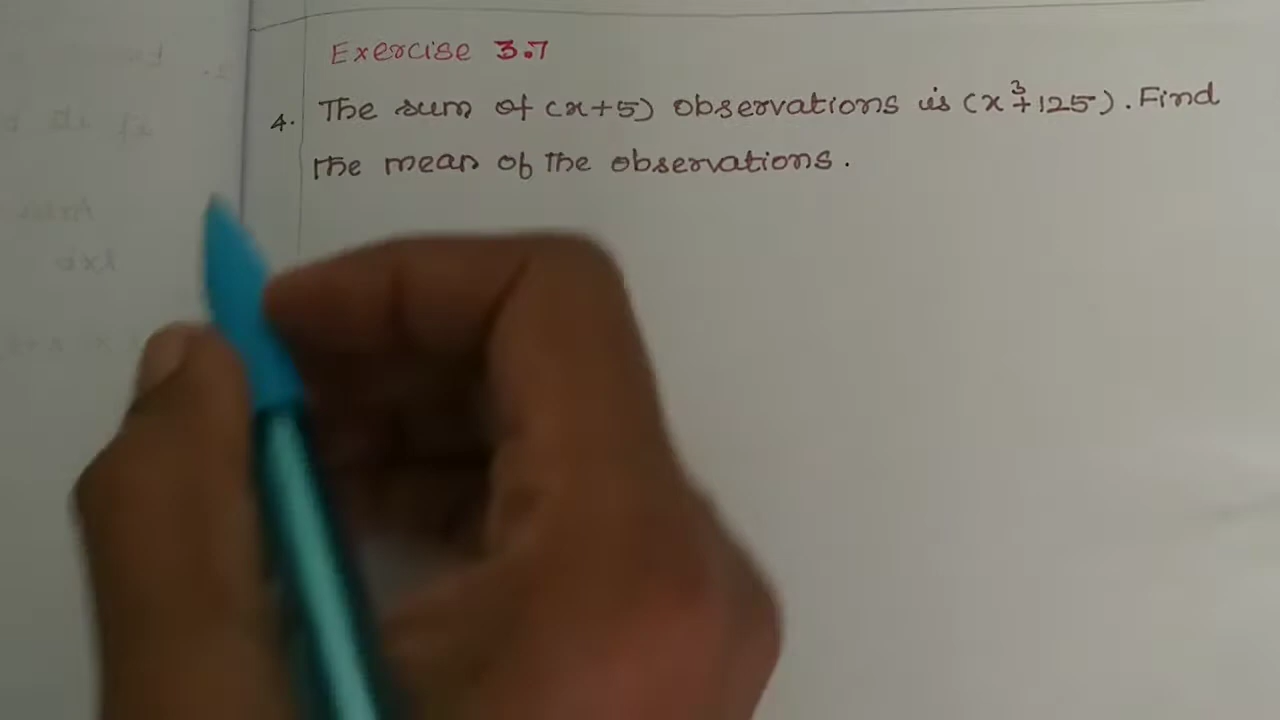 Exercise 3.7
4. The sum of (x+5) observations is (x³+125). Find
the mean of the observations.